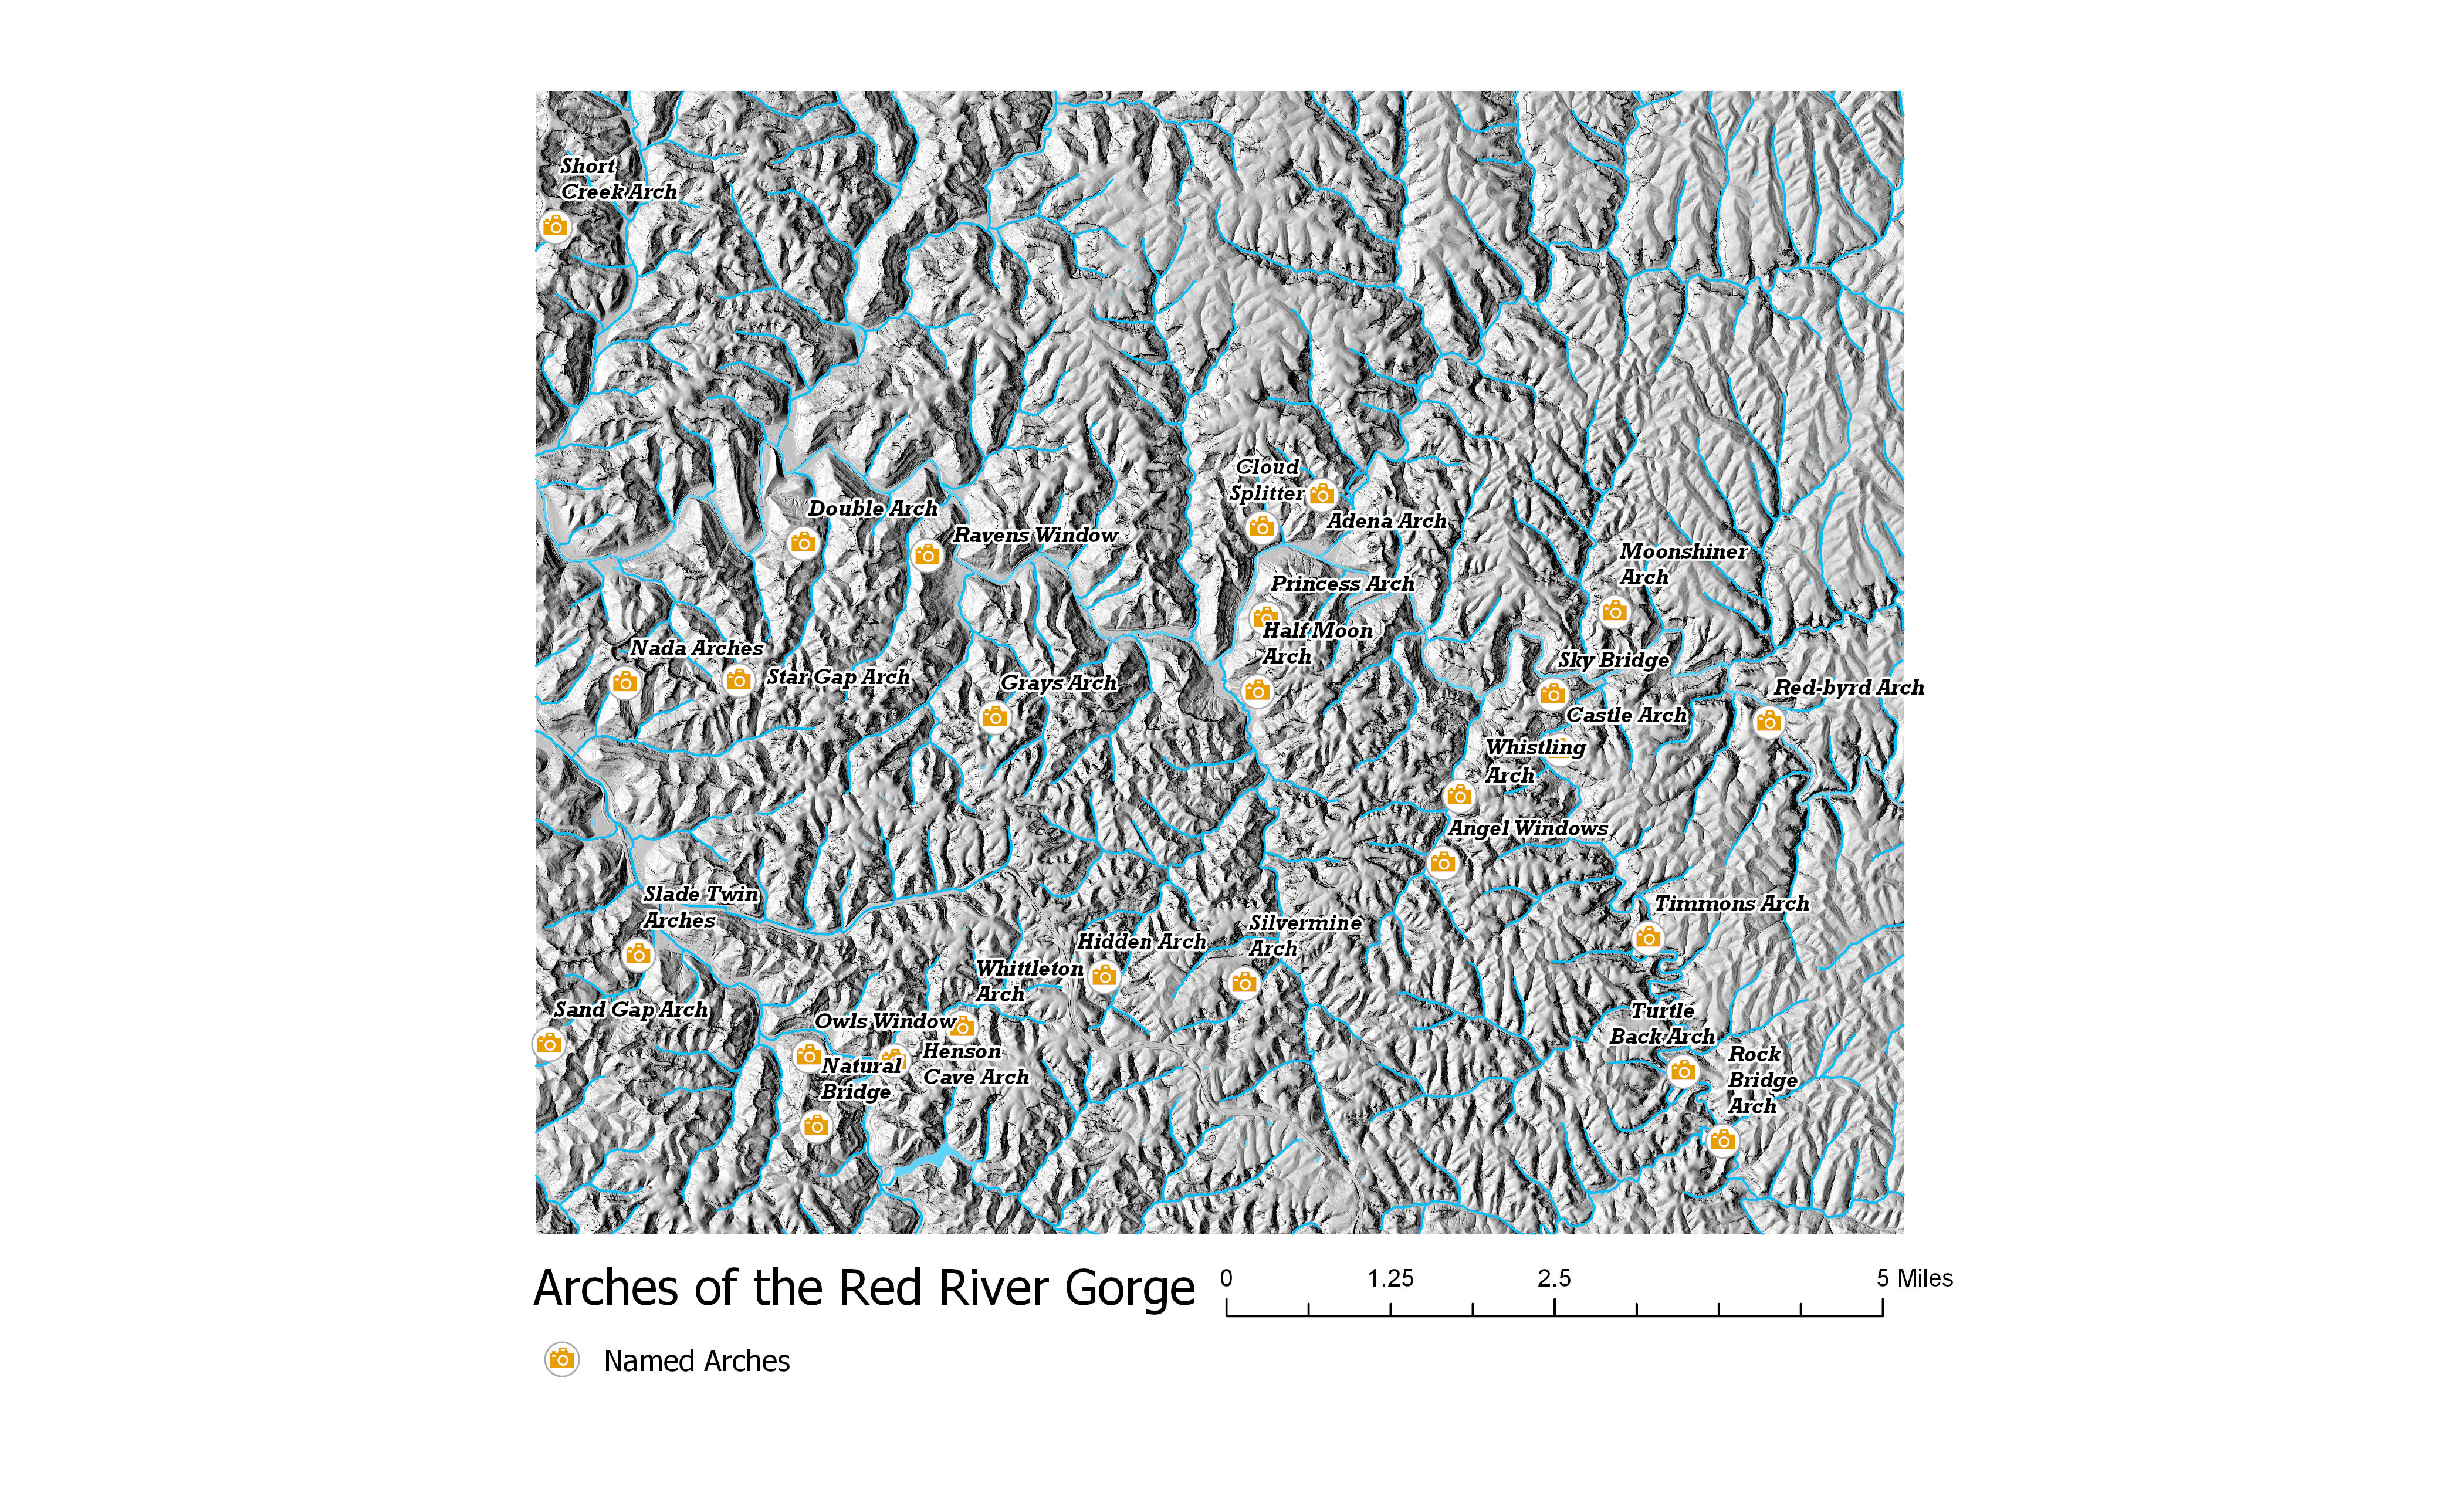 Short
Creek Arch
Cloud
Splitter
Double Arch
Adena Arch
Ravens Window
Moonshiner
Arch
Princess Arch
Half Moon
Arch
Nada Arches
Star Gap Arch
Grays Arch
Sky Bridge
Red-byrd Arch
Castle Arch
Whistling
Arch
Angel Windows
Slade Twin
Arches
Timmons Arch
Silvermine
Arch
Hidden Arch
Whittleton
Arch
Sand Gap Arch
Owls Window
Turtle
Back Arch
Henson
Cave Arch
Natural
Bridge
Rock
Bridge
Arch
Arches of the Red River Gorge
0 1.25 2.5 5 Miles
Named Arches